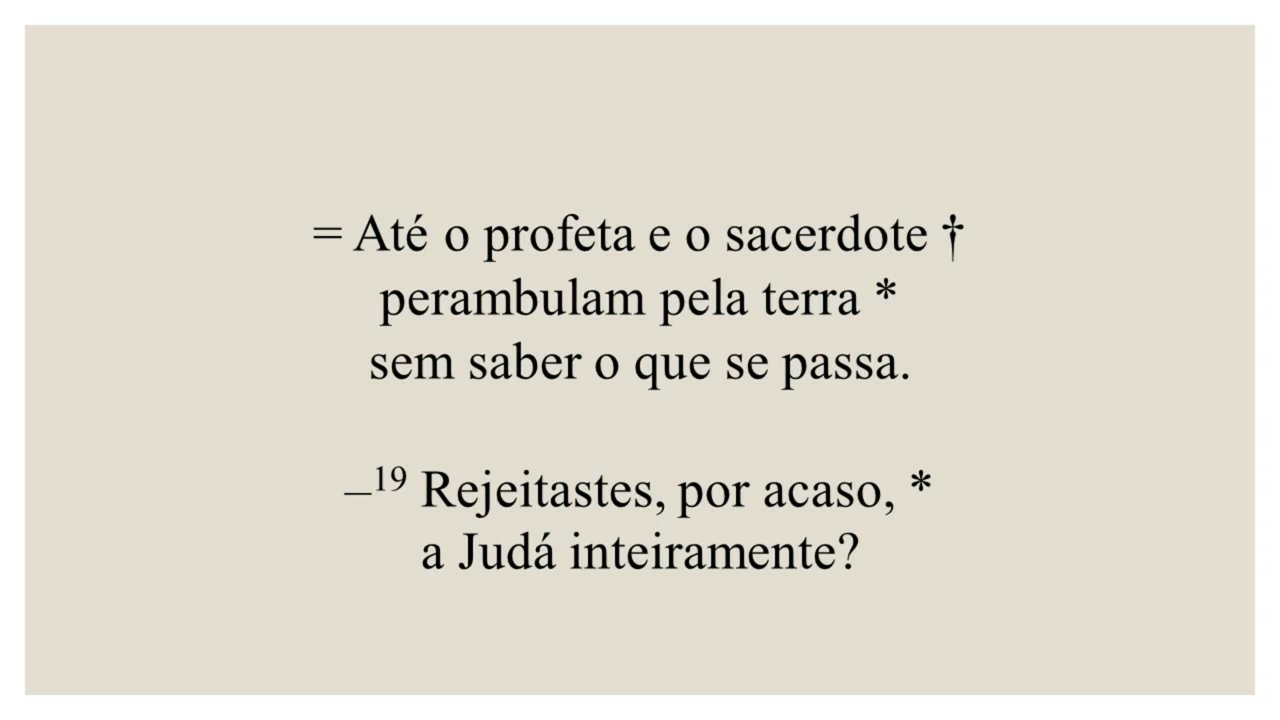 = Até o profeta e o sacerdote †
perambulam pela terra *
sem saber o que se passa.
–¹⁹ Rejeitastes, por acaso, *
a Judá inteiramente?